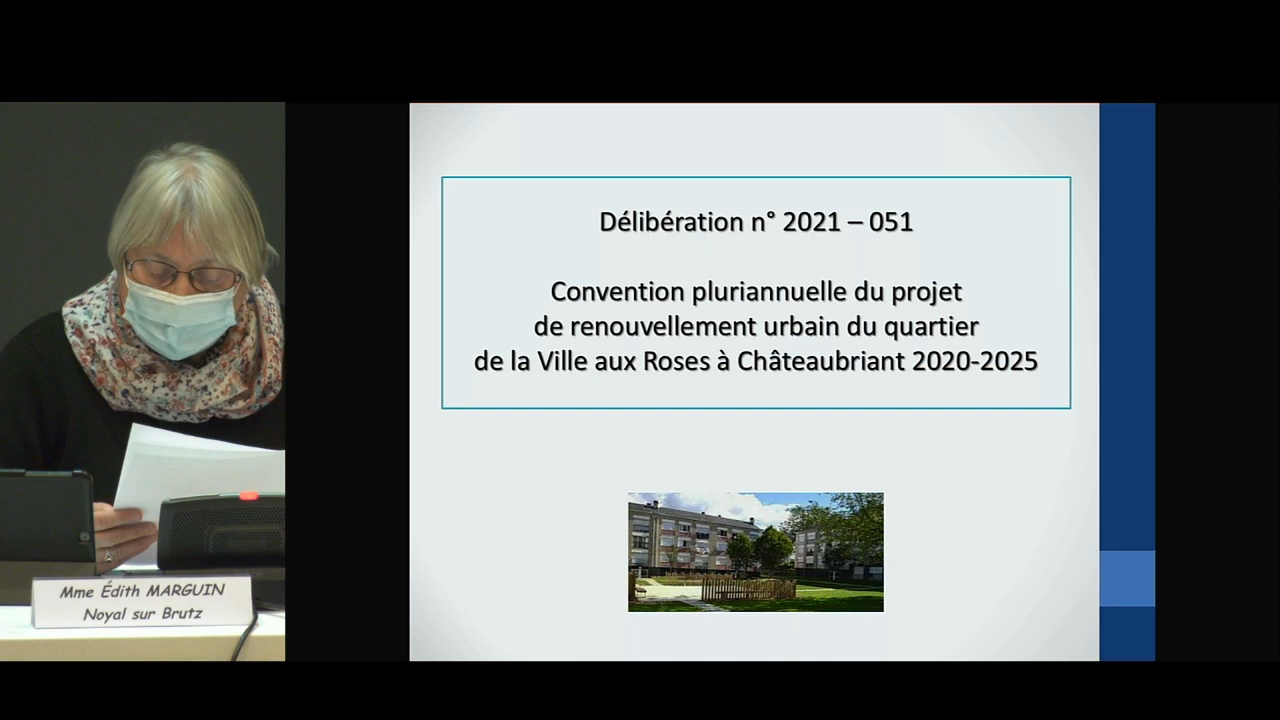 Mme Édith MARGUIN
Noyal sur Brutz
Délibération n° 2021 – 051
Convention pluriannuelle du projet
de renouvellement urbain du quartier
de la Ville aux Roses à Châteaubriant 2020-2025